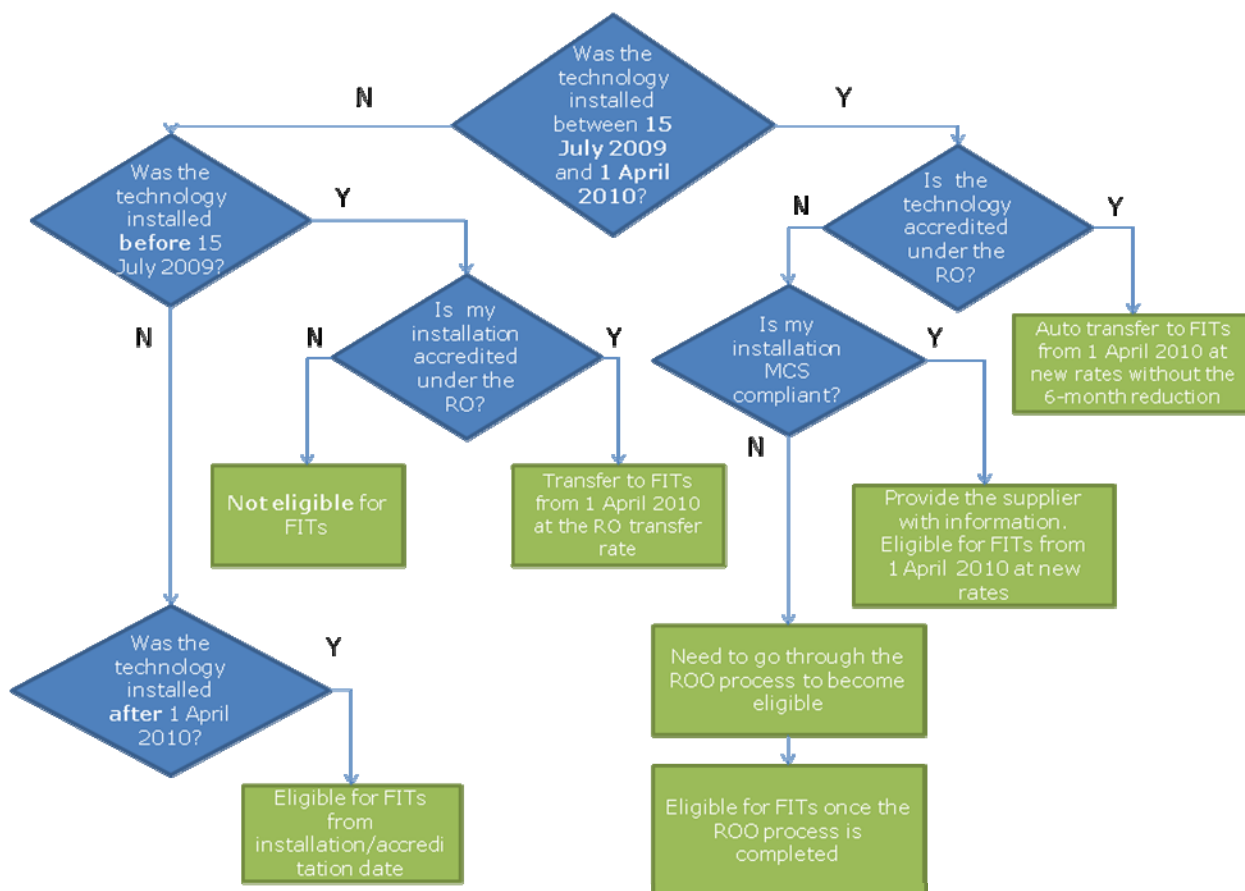 Was the
technology
installed
between 15
July 2009
and 1 April
2010?
N
Y
Was the
technology
installed
before 15
July 2009?
Y
Is the
technology
accredited
under the
RO?
N
Y
N
Is my
installation
accredited
under the
RO?
N
Y
Is my
installation
MCS
compliant?
Y
N
Auto transfer to FITs
from 1 April 2010 at
new rates without the
6-month reduction
Not eligible for
FITs
Transfer to FITs
from 1 April 2010
at the RO transfer
rate
Provide the supplier
with information.
Eligible for FITs from
1 April 2010 at new
rates
Was the
technology
installed
after 1 April
2010?
Y
Need to go through the
ROO process to become
eligible
Eligible for FITs
from
installation/accredi
tation date
Eligible for FITs once the
ROO process is
completed